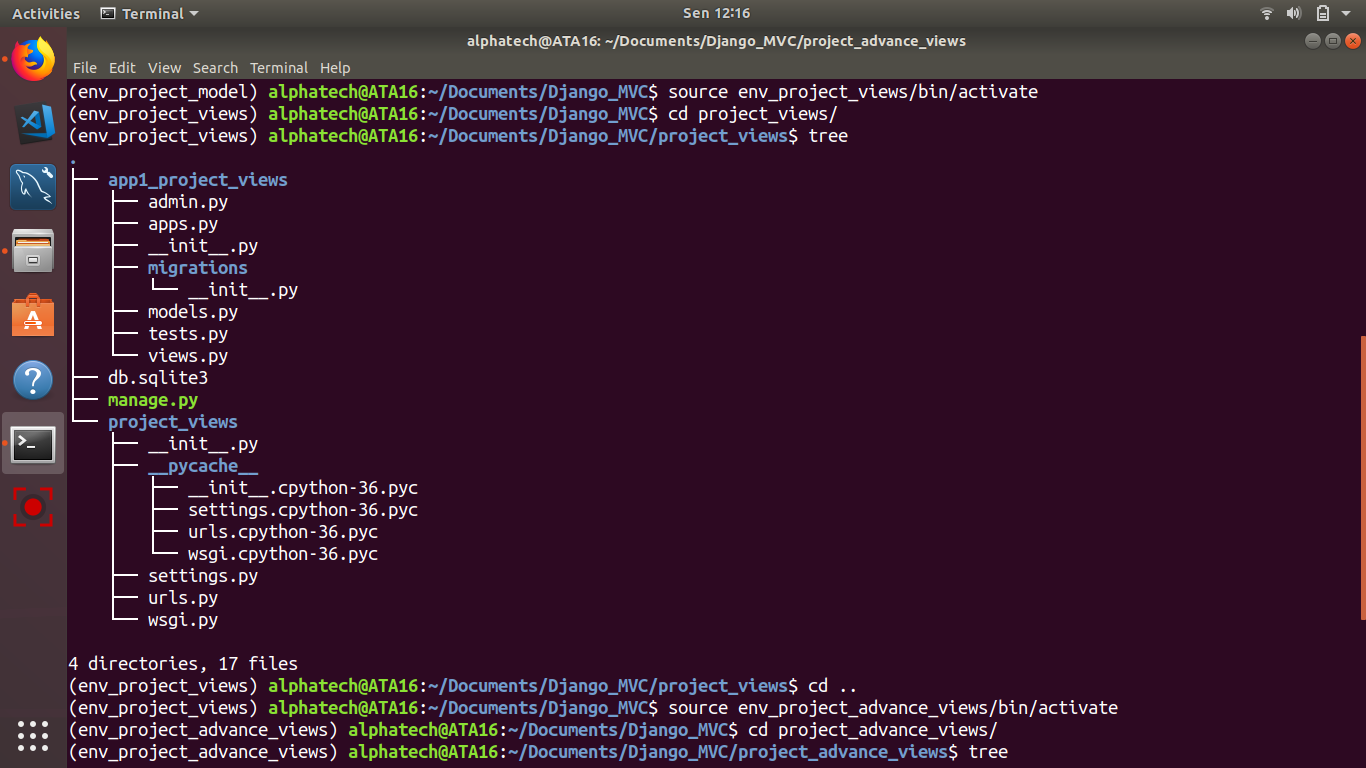 Activities Terminal Sen 12:16
alphatech@ATA16: ~/Documents/Django_MVC/project_advance_views
File Edit View Search Terminal Help
(env_project_model) alphatech@ATA16:~/Documents/Django_MVC$ source env_project_views/bin/activate
(env_project_views) alphatech@ATA16:~/Documents/Django_MVC$ cd project_views/
(env_project_views) alphatech@ATA16:~/Documents/Django_MVC/project_views$ tree
.
├── app1_project_views
│   ├── admin.py
│   ├── apps.py
│   ├── __init__.py
│   ├── migrations
│   │   └── __init__.py
│   ├── models.py
│   ├── tests.py
│   └── views.py
├── db.sqlite3
├── manage.py
└── project_views
    ├── __init__.py
    ├── __pycache__
    │   ├── __init__.cpython-36.pyc
    │   ├── settings.cpython-36.pyc
    │   ├── urls.cpython-36.pyc
    │   └── wsgi.cpython-36.pyc
    ├── settings.py
    ├── urls.py
    └── wsgi.py
4 directories, 17 files
(env_project_views) alphatech@ATA16:~/Documents/Django_MVC/project_views$ cd ..
(env_project_views) alphatech@ATA16:~/Documents/Django_MVC$ source env_project_advance_views/bin/activate
(env_project_advance_views) alphatech@ATA16:~/Documents/Django_MVC$ cd project_advance_views/
(env_project_advance_views) alphatech@ATA16:~/Documents/Django_MVC/project_advance_views$ tree